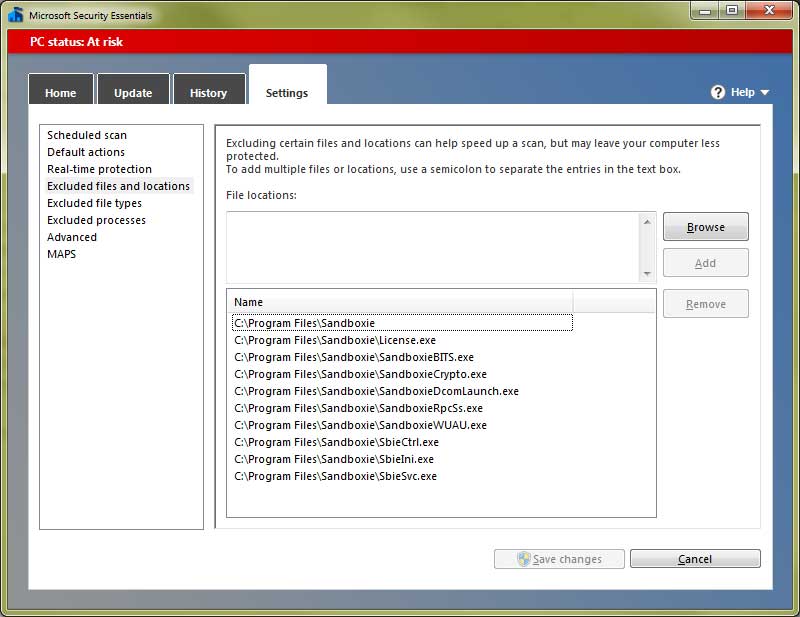 Microsoft Security Essentials
PC status: At risk
Home
Update
History
Settings
Help
Scheduled scan
Default actions
Real-time protection
Excluded files and locations
Excluded file types
Excluded processes
Advanced
MAPS
Excluding certain files and locations can help speed up a scan, but may leave your computer less
protected.
To add multiple files or locations, use a semicolon to separate the entries in the text box.
File locations:
Browse
Add
Remove
Name
C:\Program Files\Sandboxie
C:\Program Files\Sandboxie\License.exe
C:\Program Files\Sandboxie\SandboxieBITS.exe
C:\Program Files\Sandboxie\SandboxieCrypto.exe
C:\Program Files\Sandboxie\SandboxieDcomLaunch.exe
C:\Program Files\Sandboxie\SandboxieRpcSs.exe
C:\Program Files\Sandboxie\SandboxieWUAU.exe
C:\Program Files\Sandboxie\SbieCtrl.exe
C:\Program Files\Sandboxie\SbieIni.exe
C:\Program Files\Sandboxie\SbieSvc.exe
Save changes
Cancel